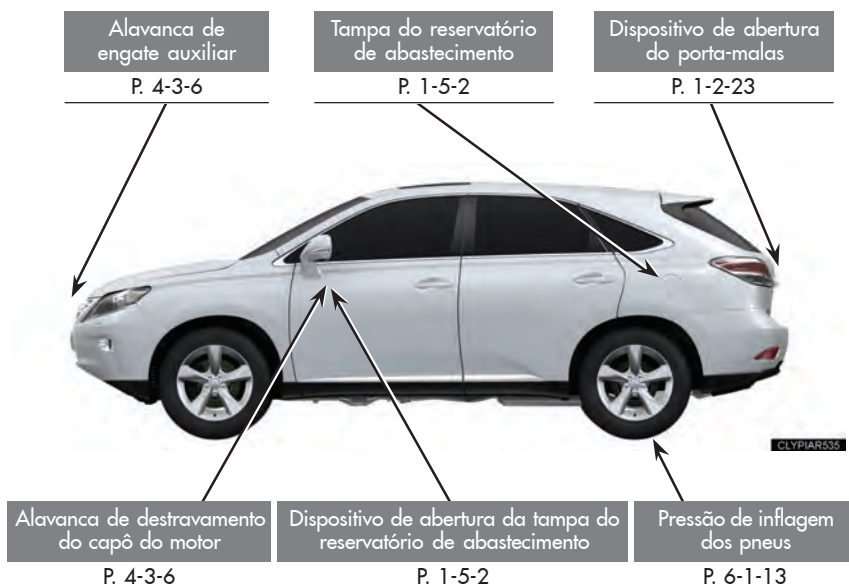 Alavanca de
engate auxiliar
P. 4-3-6
Tampa do reservatório
de abastecimento
P. 1-5-2
Dispositivo de abertura
do porta-malas
P. 1-2-23
CLYPIAR535
Alavanca de destravamento
do capô do motor
P. 4-3-6
Dispositivo de abertura da tampa do
reservatório de abastecimento
P. 1-5-2
Pressão de inflagem
dos pneus
P. 6-1-13